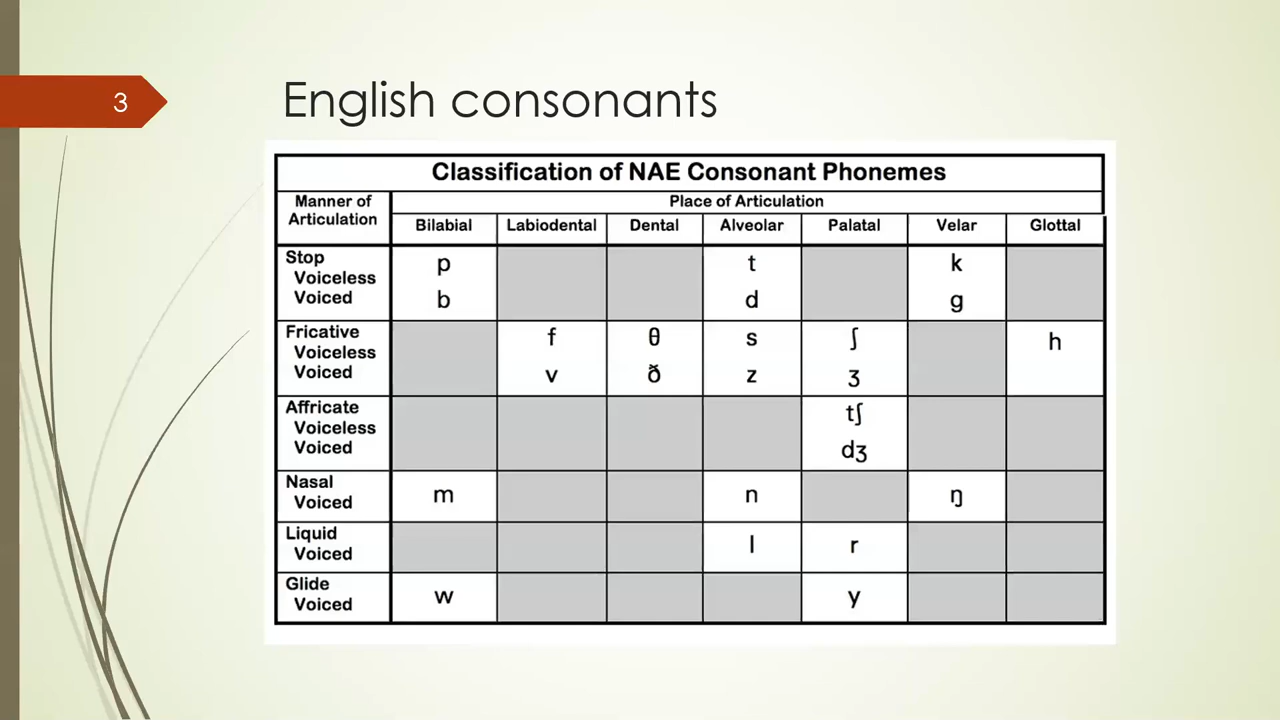 3
English consonants
Classification of NAE Consonant Phonemes
Manner of Articulation Place of Articulation
Bilabial Labiodental Dental Alveolar Palatal Velar Glottal
Stop
Voiceless p t k
Voiced b d g
Fricative
Voiceless f θ s ʃ h
Voiced v ð z ʒ
Affricate
Voiceless tʃ
Voiced dʒ
Nasal
Voiced m n ŋ
Liquid
Voiced l r
Glide
Voiced w y